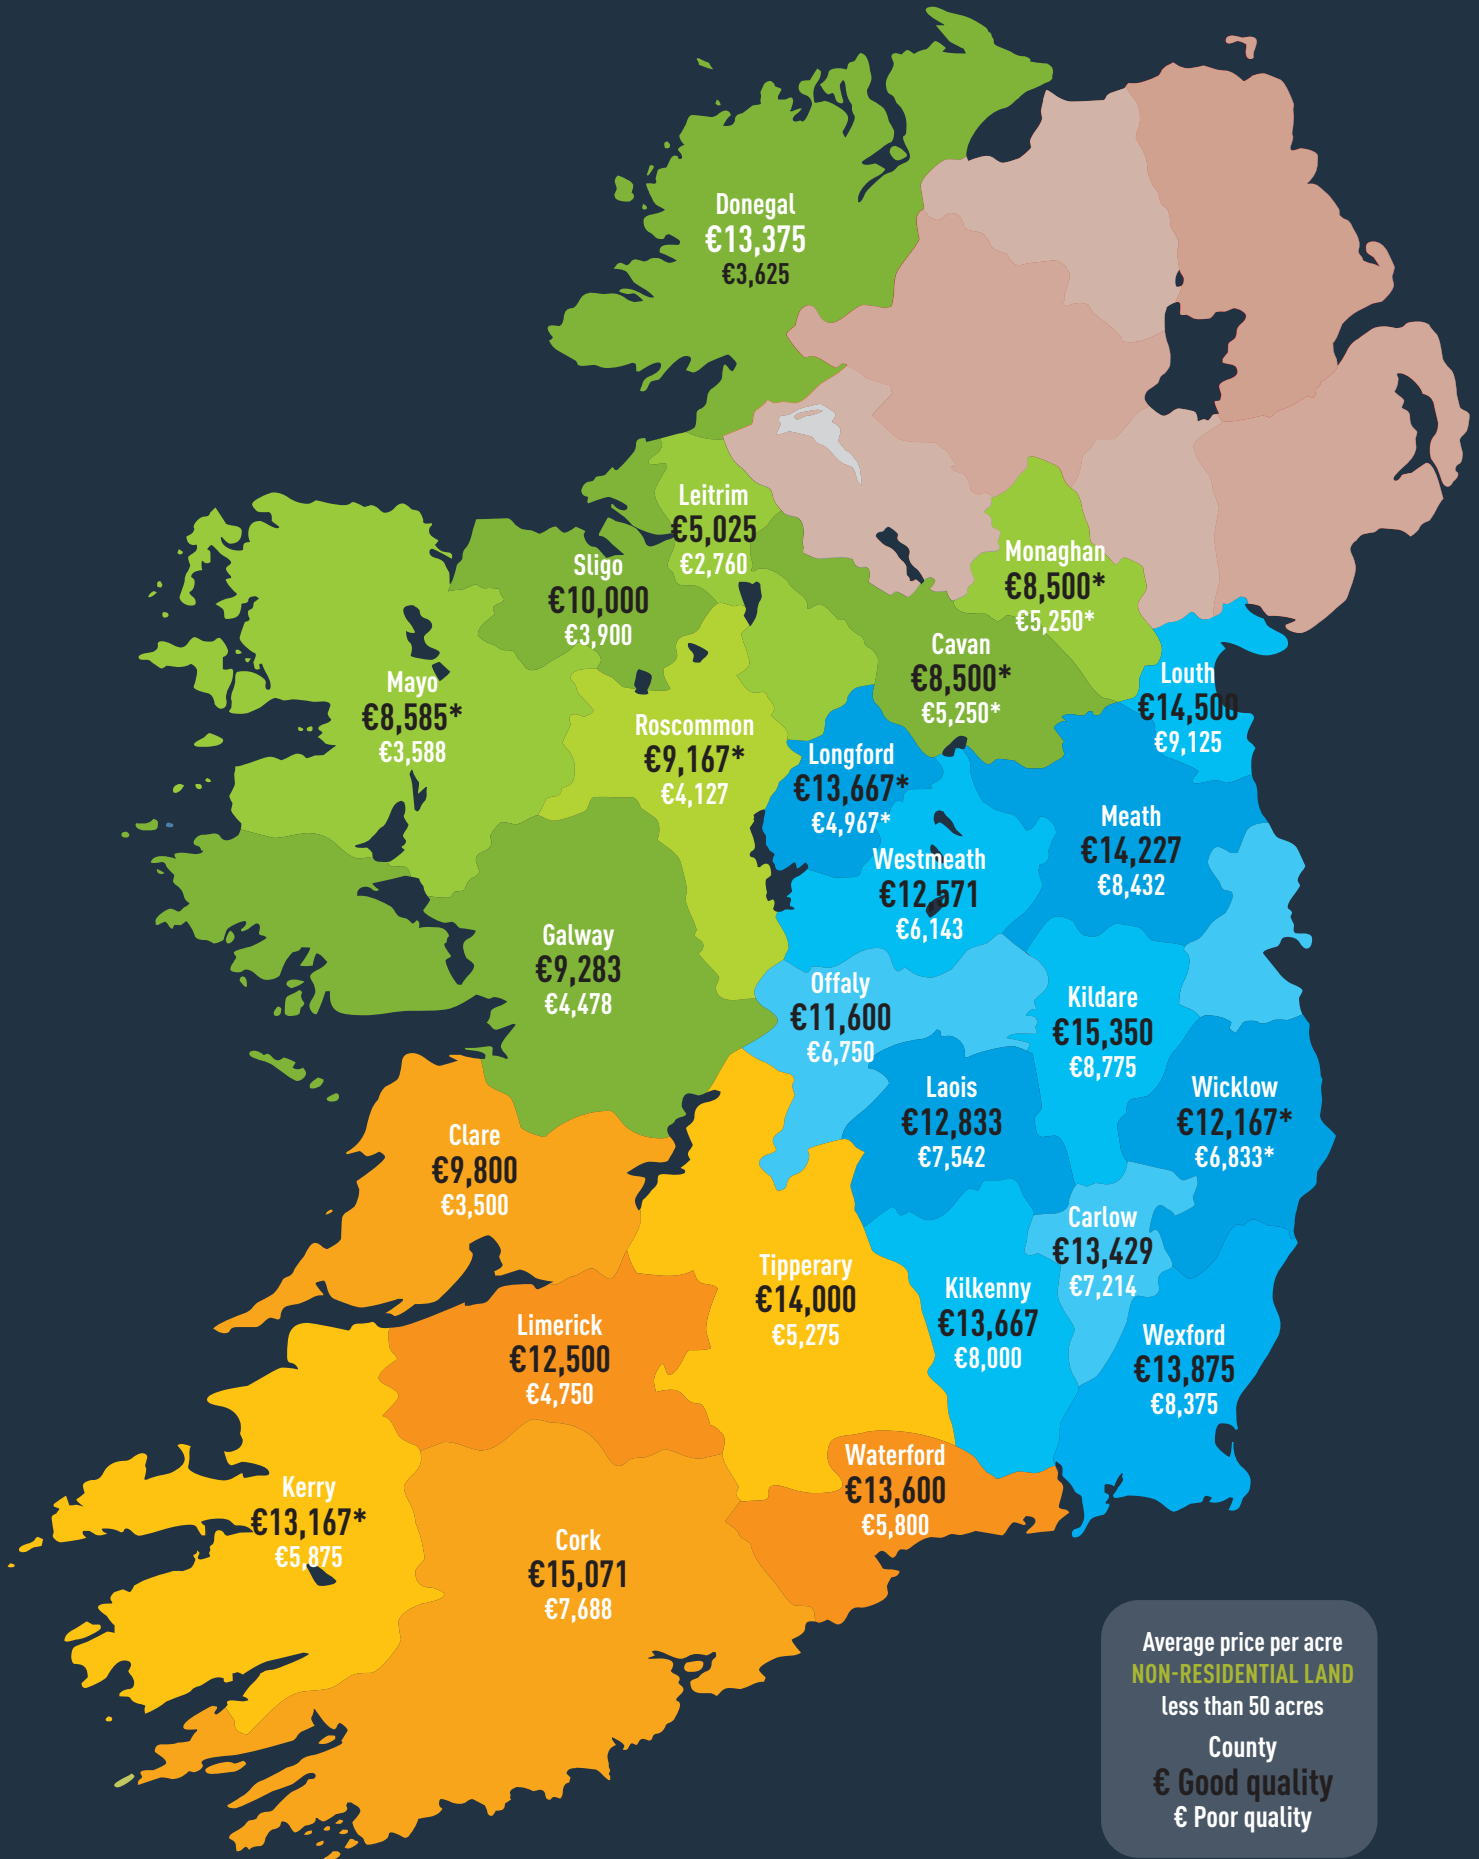 Donegal
€13,375
€3,625
Leitrim
€5,025
€2,760
Sligo
€10,000
€3,900
Monaghan
€8,500*
€5,250*
Cavan
€8,500*
€5,250*
Louth
€14,500
€9,125
Mayo
€8,585*
€3,588
Roscommon
€9,167*
€4,127
Longford
€13,667*
€4,967*
Meath
€14,227
€8,432
Westmeath
€12,571
€6,143
Galway
€9,283
€4,478
Offaly
€11,600
€6,750
Kildare
€15,350
€8,775
Laois
€12,833
€7,542
Wicklow
€12,167*
€6,833*
Clare
€9,800
€3,500
Carlow
€13,429
€7,214
Tipperary
€14,000
€5,275
Kilkenny
€13,667
€8,000
Limerick
€12,500
€4,750
Wexford
€13,875
€8,375
Waterford
€13,600
€5,800
Kerry
€13,167*
€5,875
Cork
€15,071
€7,688
Average price per acre
NON-RESIDENTIAL LAND
less than 50 acres
County
€ Good quality
€ Poor quality